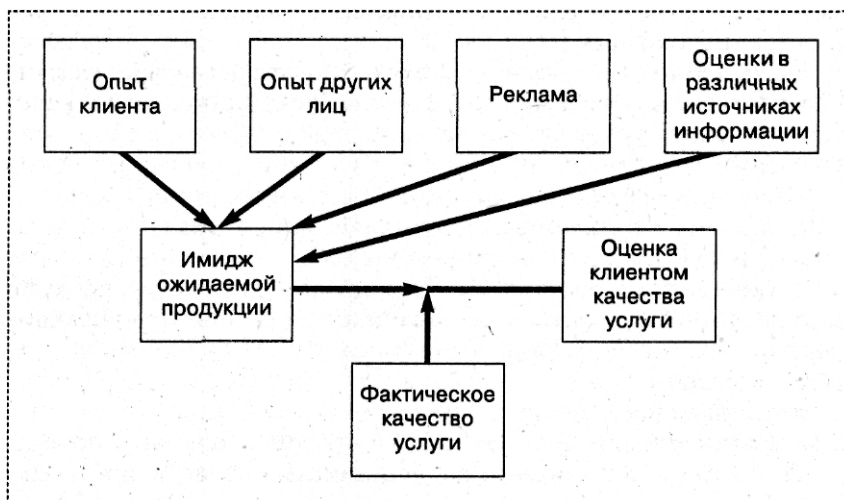 Опыт
клиента
Опыт других
лиц
Реклама
Оценки в
различных
источниках
информации
Имидж
ожидаемой
продукции
Оценка
клиентом
качества
услуги
Фактическое
качество
услуги